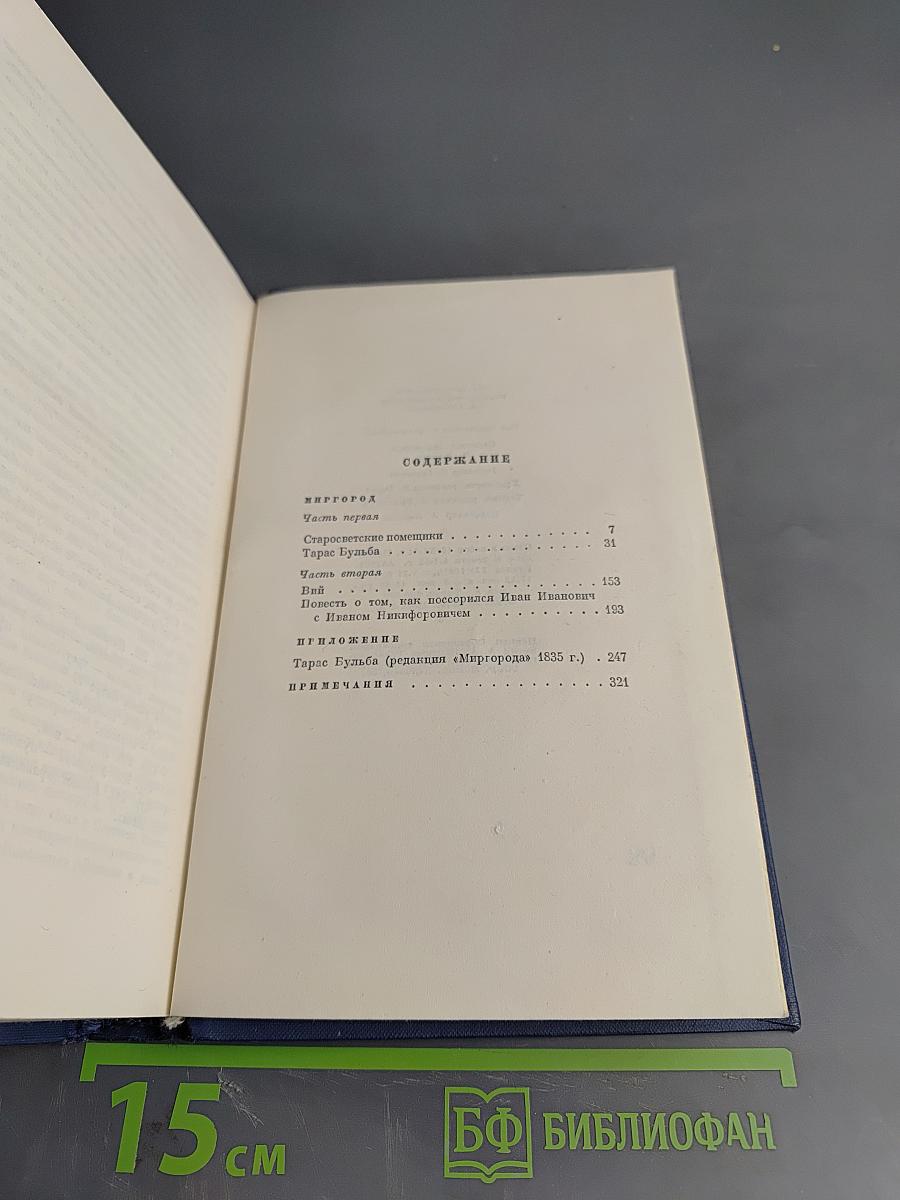 СОДЕРЖАНИЕ
МИРГОРОД
Часть первая
Старосветские помещики . . . . . . . . . . . . 7
Тарас Бульба . . . . . . . . . . . . . . . . . 31
Часть вторая
Вий . . . . . . . . . . . . . . . . . . . . . 153
Повесть о том, как поссорился Иван Иванович
с Иваном Никифоровичем . . . . . . . . . . 193
ПРИЛОЖЕНИЕ
Тарас Бульба (редакция «Миргорода» 1835 г.) . 247
ПРИМЕЧАНИЯ . . . . . . . . . . . . . . . 321
15 см
БФ БИБЛИОФАН